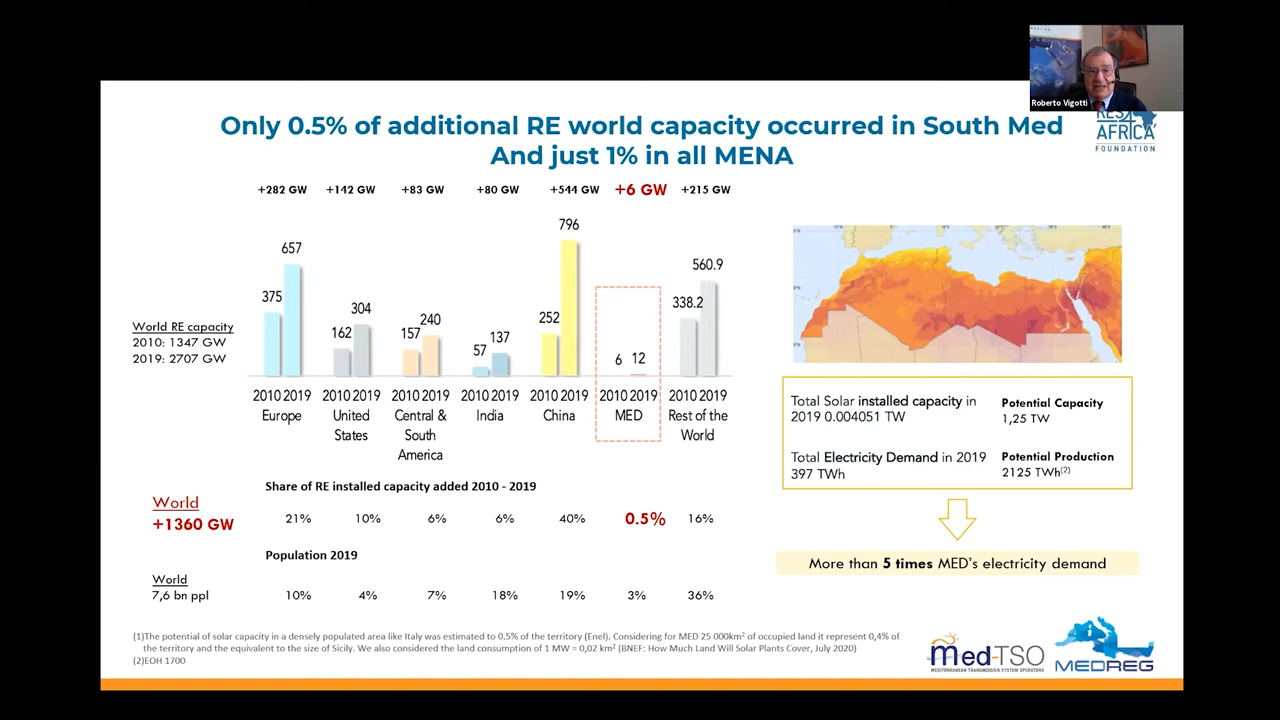 Roberto Vigotti
Only 0.5% of additional RE world capacity occurred in South Med
And just 1% in all MENA
RES4
AFRICA
FOUNDATION
+282 GW +142 GW +83 GW +80 GW +544 GW +6 GW +215 GW
375 657 162 304 157 240 57 137 252 796 6 12 338.2 560.9
World RE capacity
2010: 1347 GW
2019: 2707 GW
2010 2019 2010 2019 2010 2019 2010 2019 2010 2019 2010 2019 2010 2019
Europe United Central & India China MED Rest of the
States South World
America
Share of RE installed capacity added 2010 - 2019
World
+1360 GW
21% 10% 6% 6% 40% 0.5% 16%
Population 2019
World
7,6 bn ppl
10% 4% 7% 18% 19% 3% 36%
Total Solar installed capacity in
2019 0.004051 TW
Potential Capacity
1,25 TW
Total Electricity Demand in 2019
397 TWh
Potential Production
2125 TWh(2)
More than 5 times MED's electricity demand
(1)The potential of solar capacity in a densely populated area like Italy was estimated to 0.5% of the territory (Enel). Considering for MED 25 000km² of occupied land it represent 0,4% of
the territory and the equivalent to the size of Sicily. We also considered the land consumption of 1 MW = 0,02 km² (BNEF: How Much Land Will Solar Plants Cover, July 2020)
(2)EOH 1700
Med-TSO
MEDITERRANEAN TRANSMISSION SYSTEM OPERATORS
MEDREG